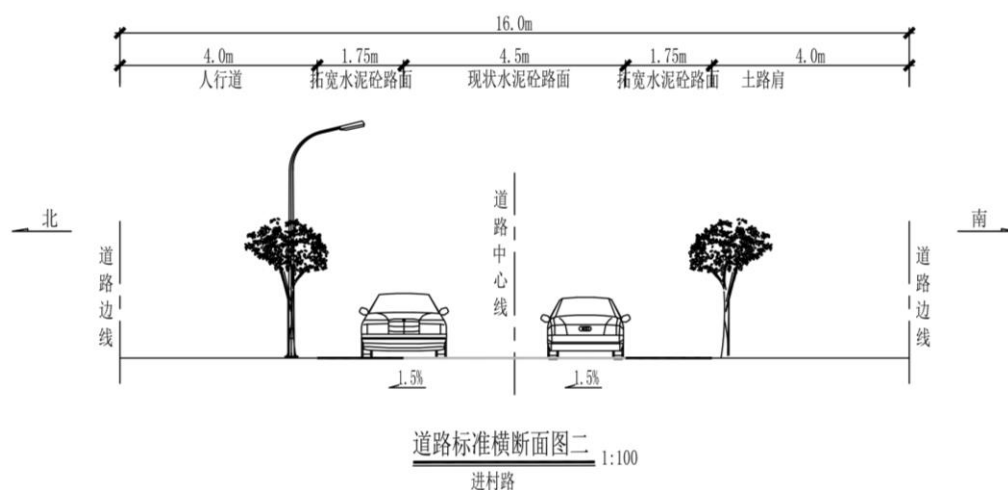 16.0m
4.0m 1.75m 4.5m 1.75m 4.0m
人行道 拓宽水泥砼路面 现状水泥砼路面 拓宽水泥砼路面 土路肩
北
南
道路边线
道路中心线
道路边线
1.5% 1.5%
道路标准横断面图二 1:100
进村路